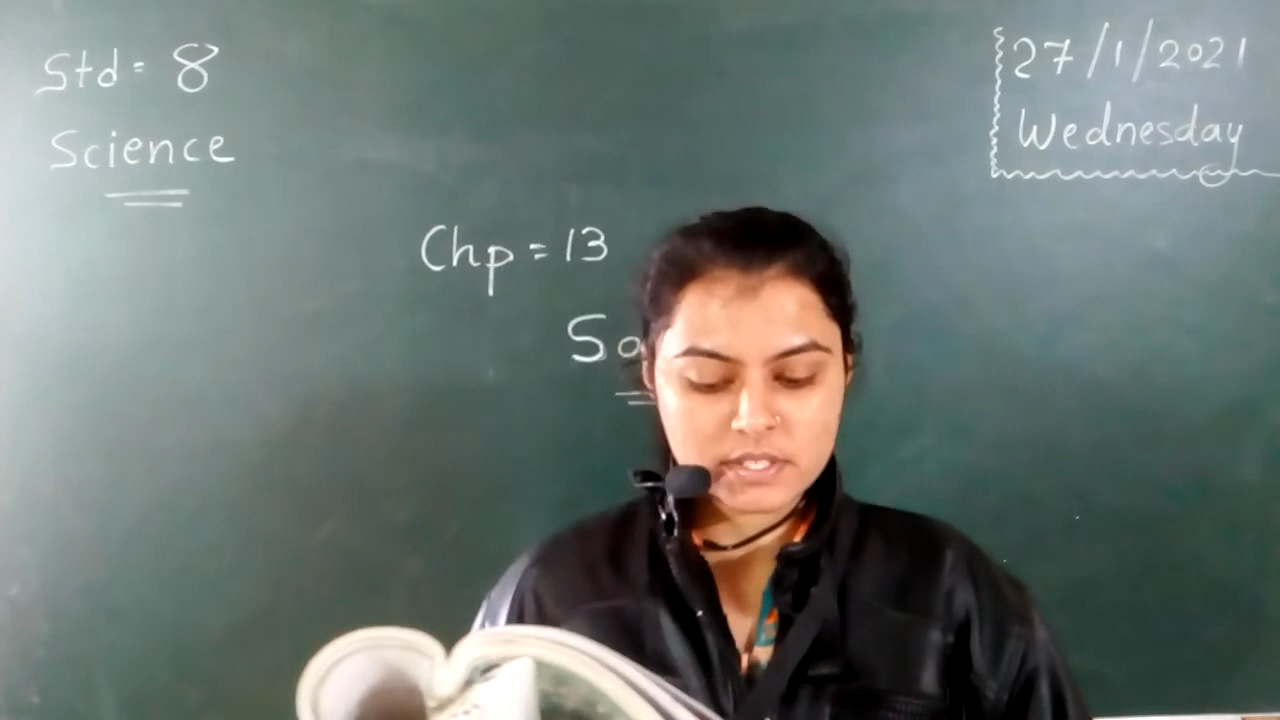 Std = 8
Science
27/1/2021
Wednesday
Chp = 13